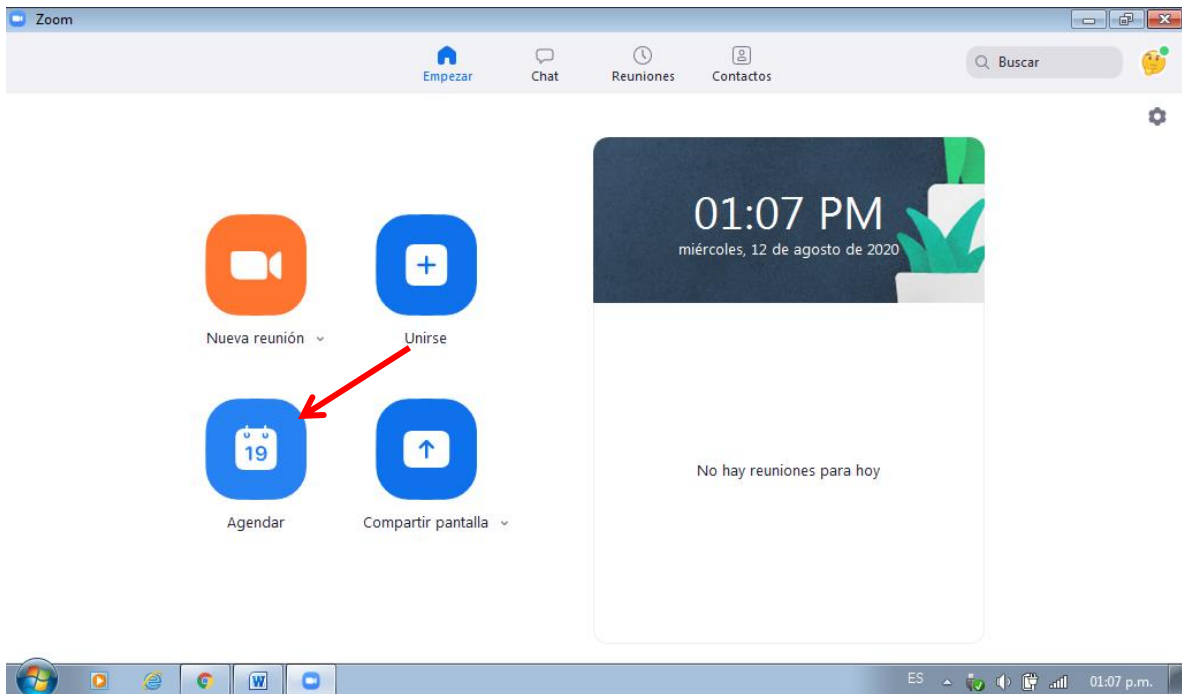 Zoom
Empezar
Chat
Reuniones
Contactos
Buscar
01:07 PM
miércoles, 12 de agosto de 2020
Nueva reunión
Unirse
19
Agendar
Compartir pantalla
No hay reuniones para hoy
W
ES
01:07 p.m.